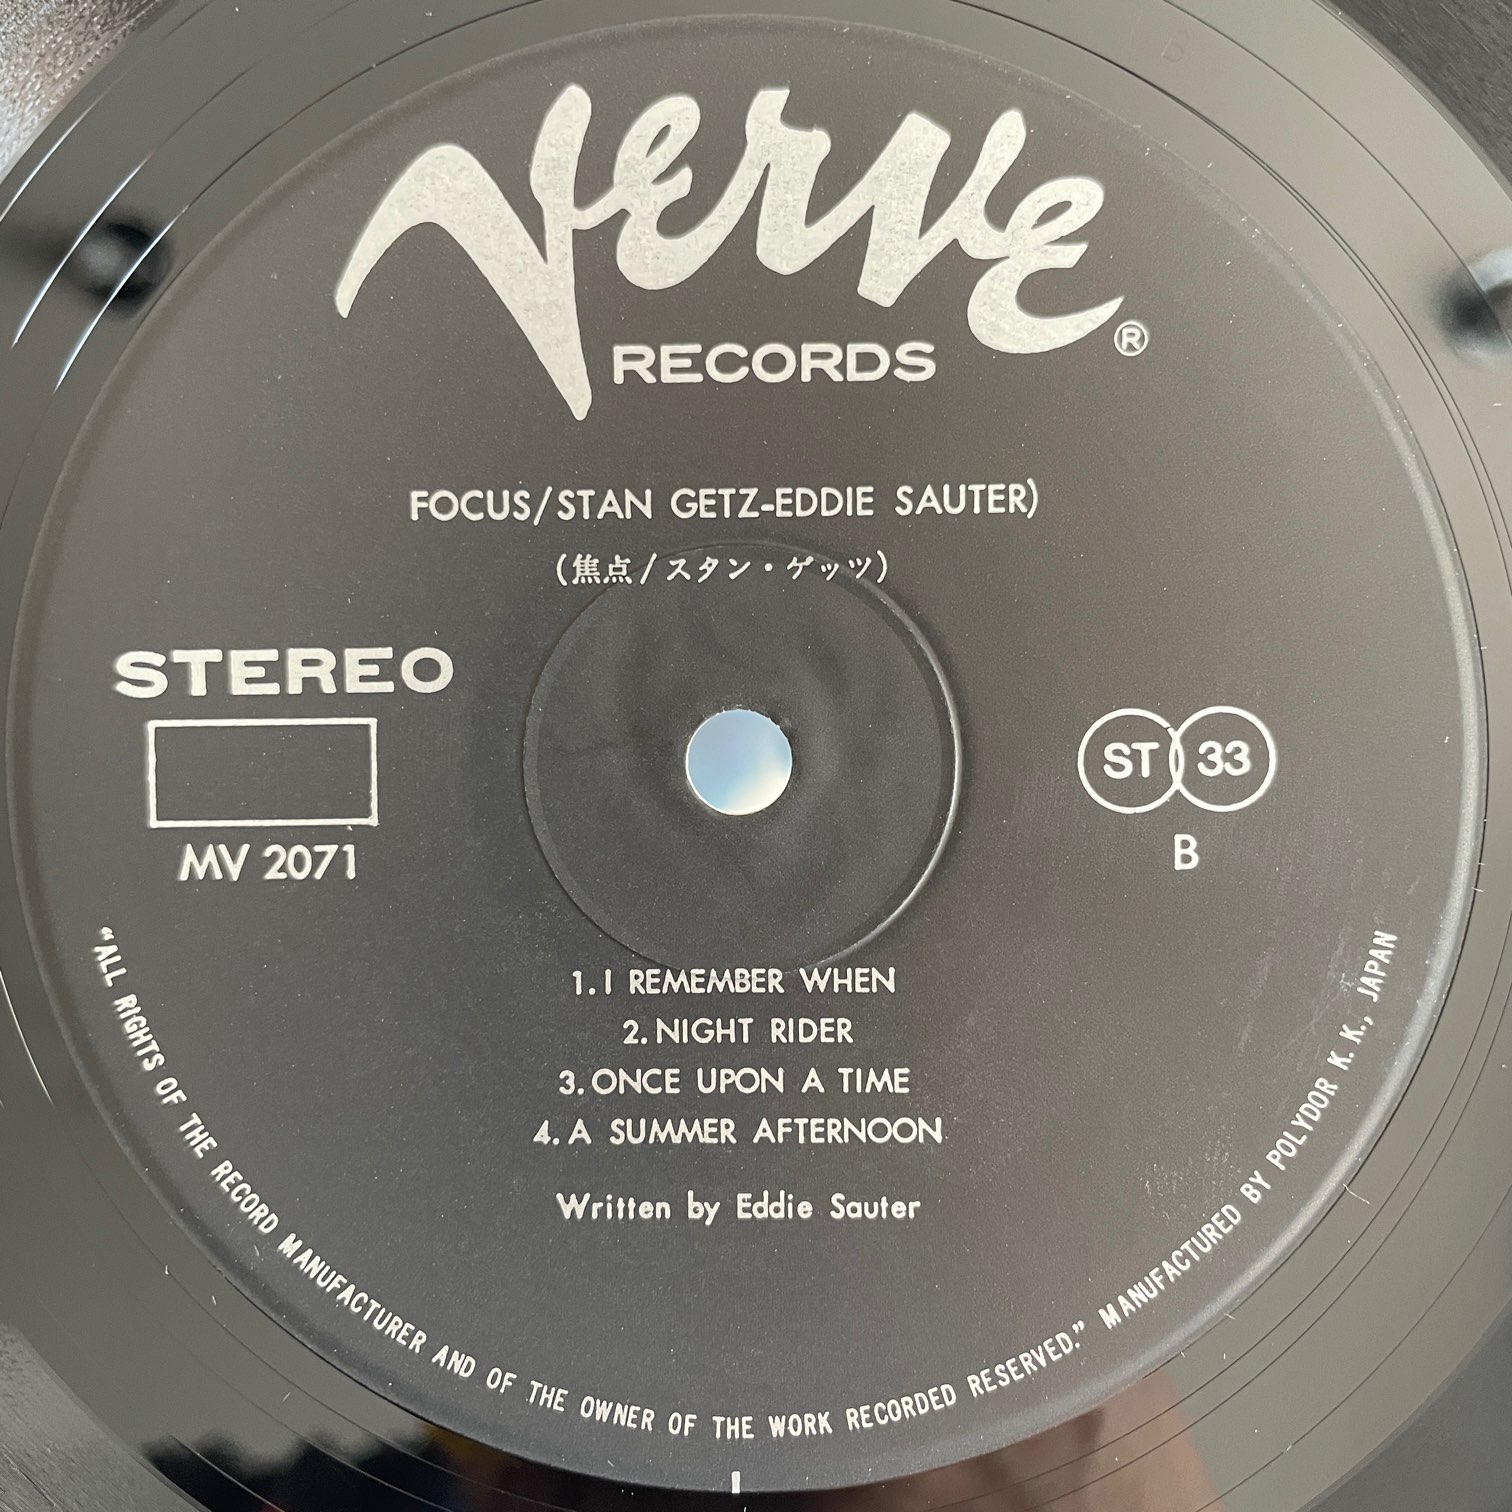 Verve
RECORDS ®
FOCUS/STAN GETZ-EDDIE SAUTER)
(焦点/スタン・ゲッツ)
STEREO
MV 2071
ST 33
B
1. I REMEMBER WHEN
2. NIGHT RIDER
3. ONCE UPON A TIME
4. A SUMMER AFTERNOON
Written by Eddie Sauter
“ALL RIGHTS OF THE RECORD MANUFACTURER AND OF THE OWNER OF THE WORK RECORDED RESERVED.” MANUFACTURED BY POLYDOR K. K., JAPAN